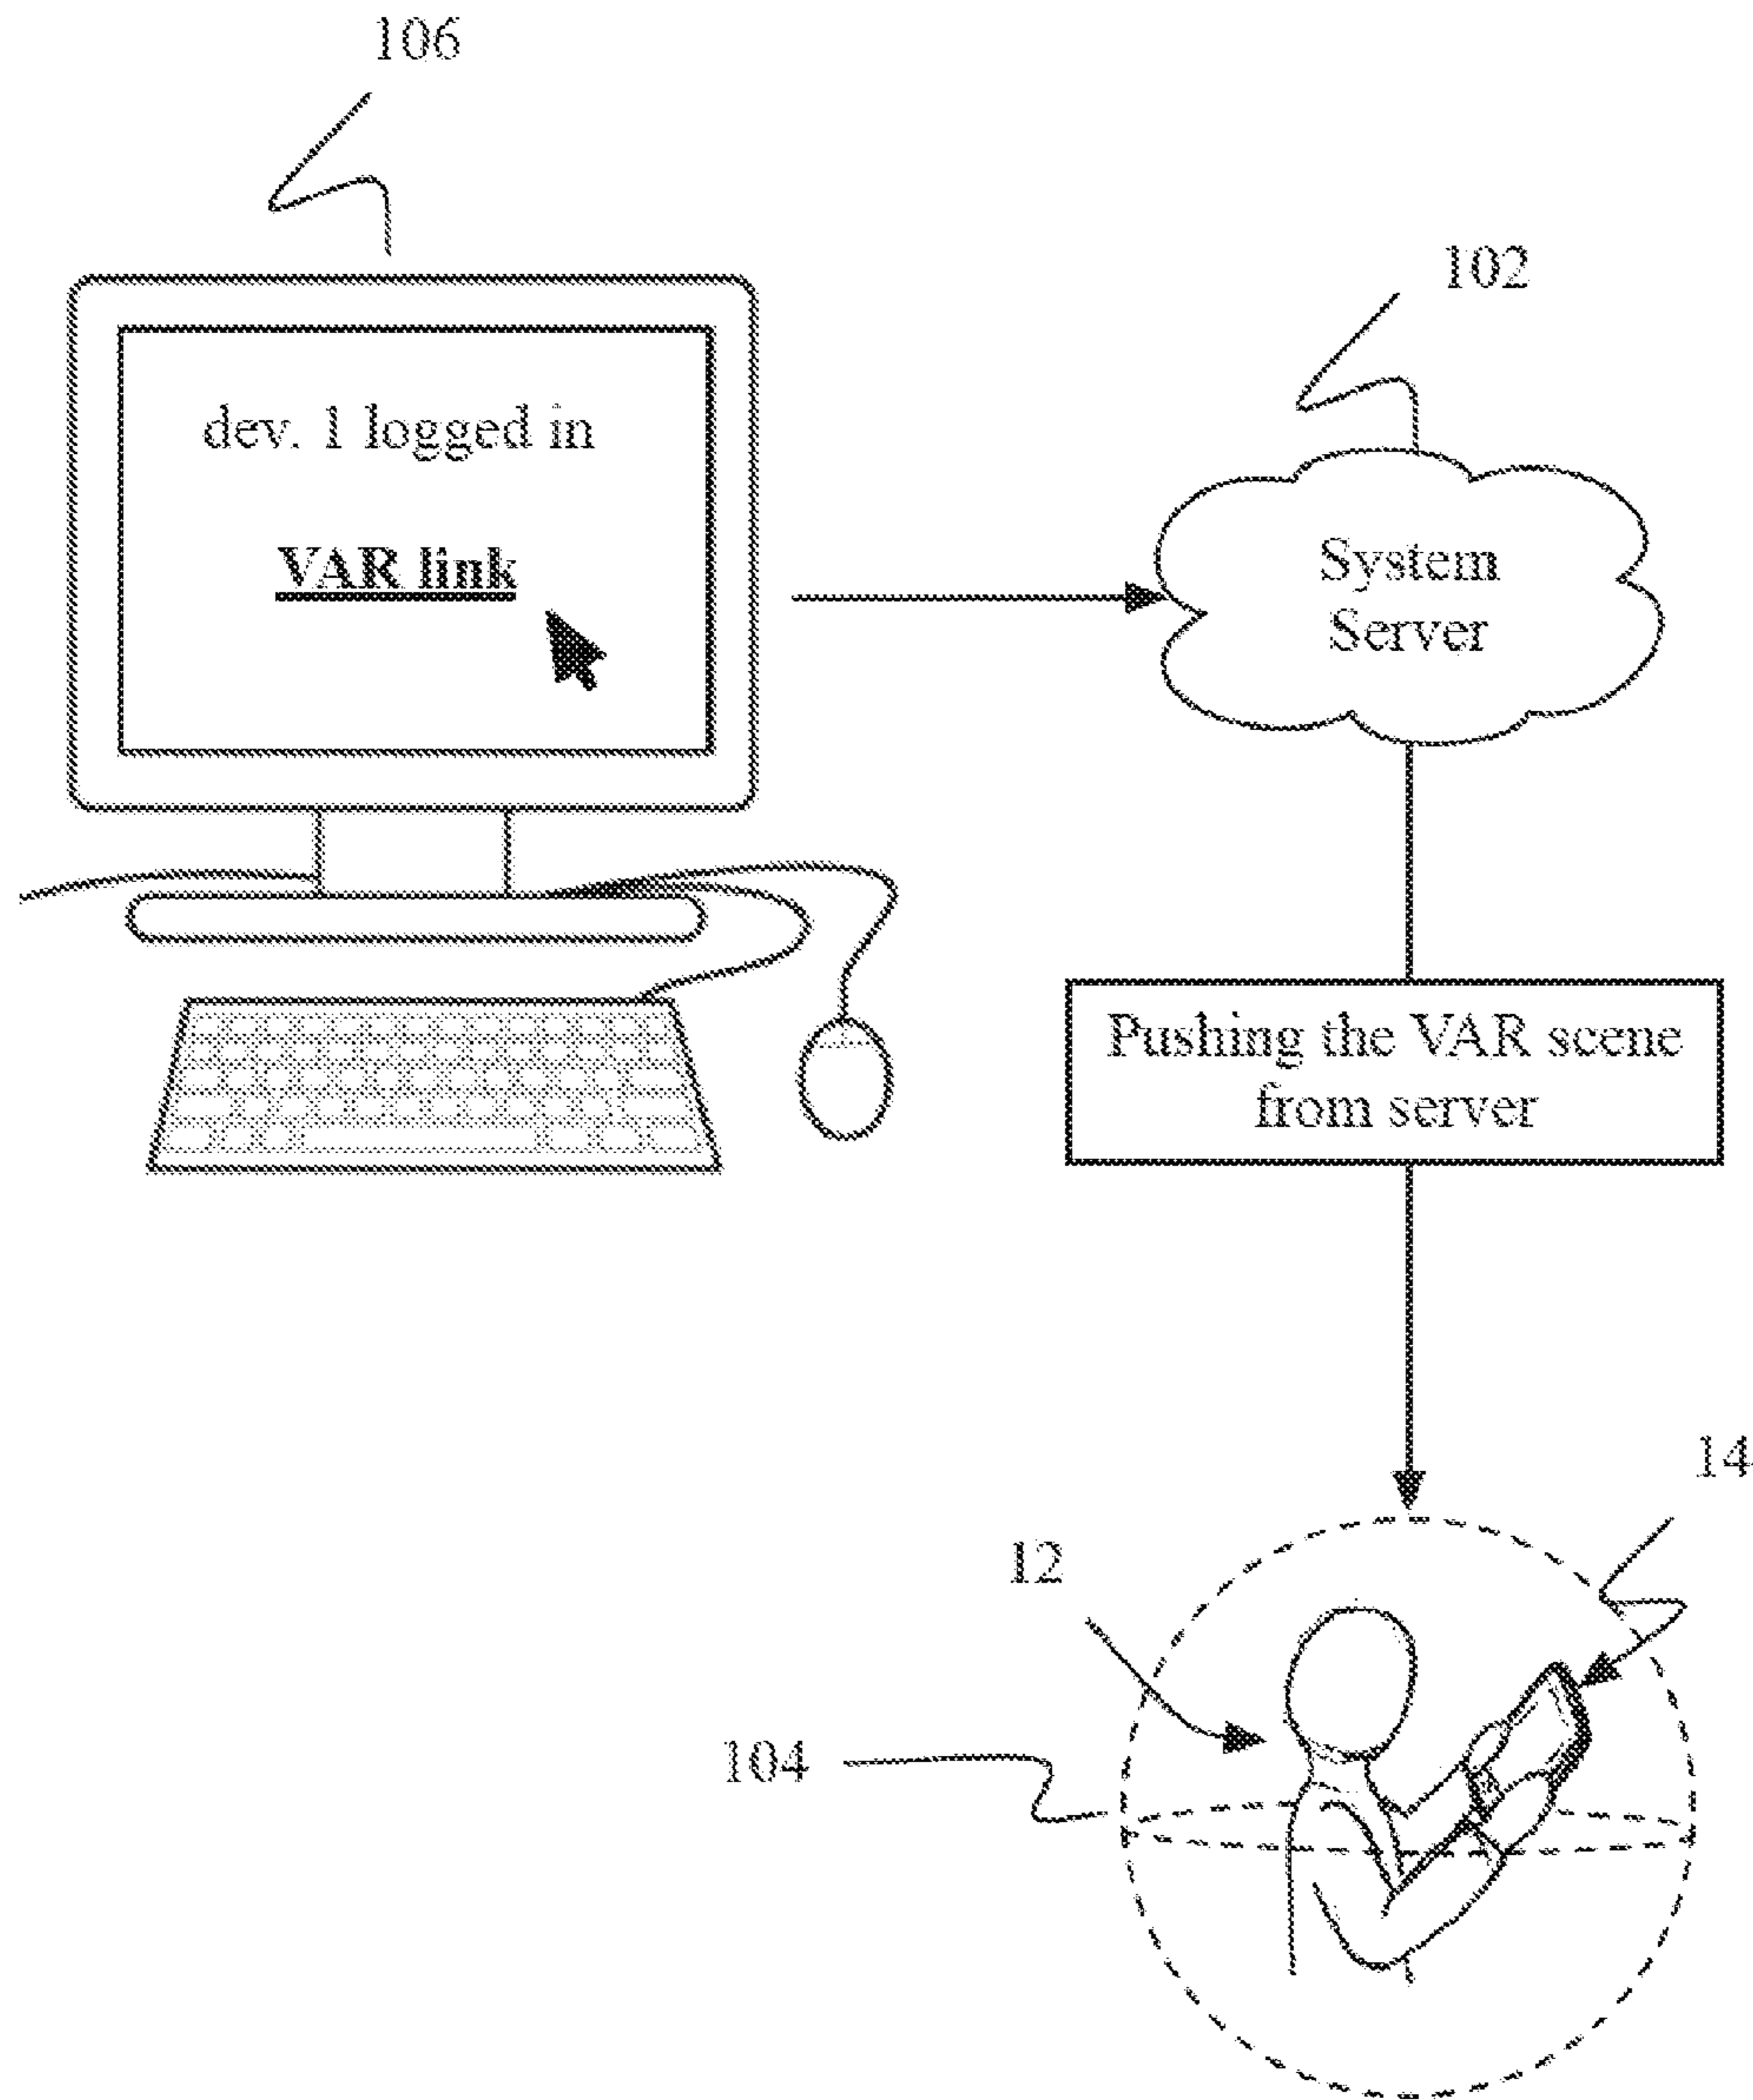 106
102
dev. 1 logged in
VAR link
System
Server
Pushing the VAR scene
from server
14
12
104